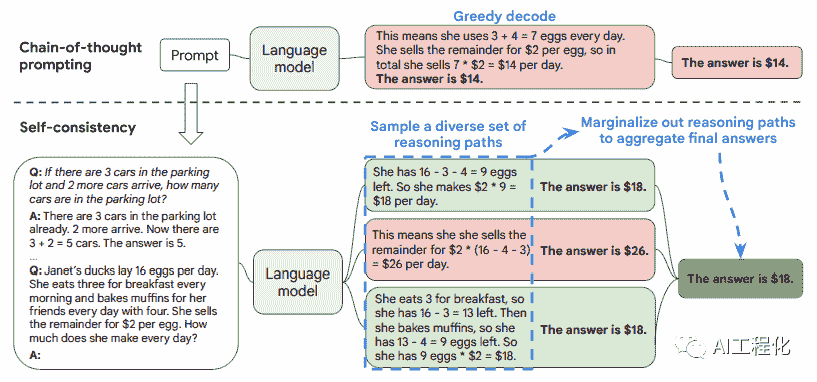 Greedy decode
Chain-of-thought
prompting
Prompt
Language
model
This means she uses 3 + 4 = 7 eggs every day.
She sells the remainder for $2 per egg, so in
total she sells 7 * $2 = $14 per day.
The answer is $14.
The answer is $14.
Self-consistency
Sample a diverse set of
reasoning paths
Marginalize out reasoning paths
to aggregate final answers
Q: If there are 3 cars in the parking
lot and 2 more cars arrive, how many
cars are in the parking lot?
A: There are 3 cars in the parking lot
already. 2 more arrive. Now there are
3 + 2 = 5 cars. The answer is 5.
...
Q: Janet's ducks lay 16 eggs per day.
She eats three for breakfast every
morning and bakes muffins for her
friends every day with four. She sells
the remainder for $2 per egg. How
much does she make every day?
A:
Language
model
She has 16 - 3 - 4 = 9 eggs
left. So she makes $2 * 9 =
$18 per day.
The answer is $18.
This means she she sells the
remainder for $2 * (16 - 4 - 3)
= $26 per day.
The answer is $26.
She eats 3 for breakfast, so
she has 16 - 3 = 13 left. Then
she bakes muffins, so she
has 13 - 4 = 9 eggs left. So
she has 9 eggs * $2 = $18.
The answer is $18.
The answer is $18.
AI工程化